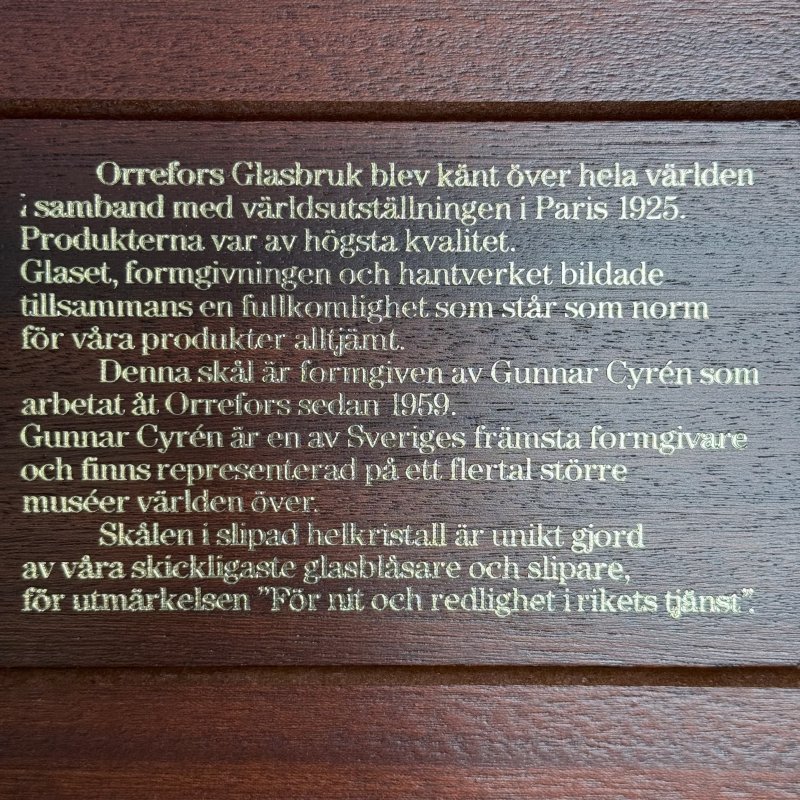 Orrefors Glasbruk blev känt över hela världen
i samband med världsutställningen i Paris 1925.
Produkterna var av högsta kvalitet.
Glaset, formgivningen och hantverket bildade
tillsammans en fullkomlighet som står som norm
för våra produkter alltjämt.
Denna skål är formgiven av Gunnar Cyrén som
arbetat åt Orrefors sedan 1959.
Gunnar Cyrén är en av Sveriges främsta formgivare
och finns representerad på ett flertal större
muséer världen över.
Skålen i slipad helkristall är unikt gjord
av våra skickligaste glasblåsare och slipare,
för utmärkelsen ”För nit och redlighet i rikets tjänst”.